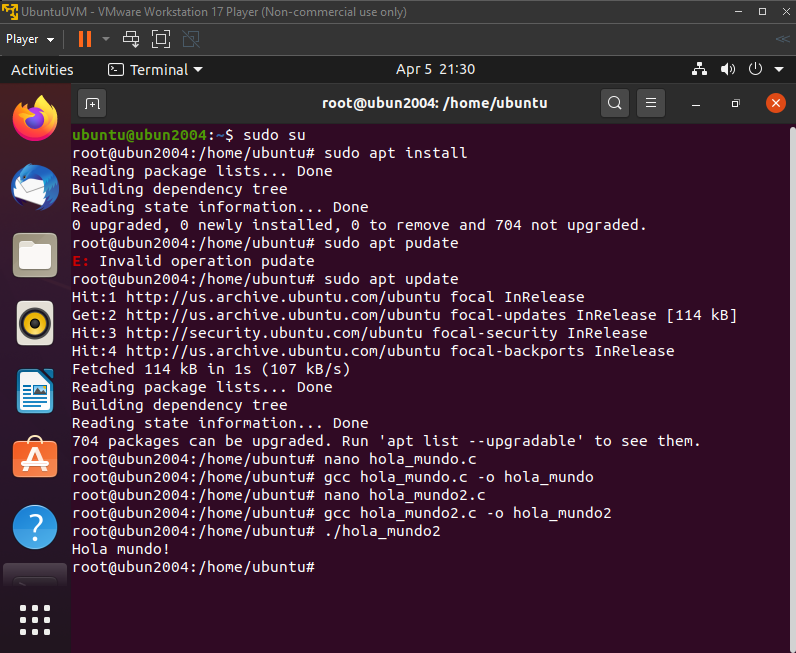 UbuntuUVM - VMware Workstation 17 Player (Non-commercial use only)
Player
Activities Terminal Apr 5 21:30
root@ubun2004: /home/ubuntu
ubuntu@ubun2004:~$ sudo su
root@ubun2004:/home/ubuntu# sudo apt install
Reading package lists... Done
Building dependency tree
Reading state information... Done
0 upgraded, 0 newly installed, 0 to remove and 704 not upgraded.
root@ubun2004:/home/ubuntu# sudo apt pudate
E: Invalid operation pudate
root@ubun2004:/home/ubuntu# sudo apt update
Hit:1 http://us.archive.ubuntu.com/ubuntu focal InRelease
Get:2 http://us.archive.ubuntu.com/ubuntu focal-updates InRelease [114 kB]
Hit:3 http://security.ubuntu.com/ubuntu focal-security InRelease
Hit:4 http://us.archive.ubuntu.com/ubuntu focal-backports InRelease
Fetched 114 kB in 1s (107 kB/s)
Reading package lists... Done
Building dependency tree
Reading state information... Done
704 packages can be upgraded. Run 'apt list --upgradable' to see them.
root@ubun2004:/home/ubuntu# nano hola_mundo.c
root@ubun2004:/home/ubuntu# gcc hola_mundo.c -o hola_mundo
root@ubun2004:/home/ubuntu# nano hola_mundo2.c
root@ubun2004:/home/ubuntu# gcc hola_mundo2.c -o hola_mundo2
root@ubun2004:/home/ubuntu# ./hola_mundo2
Hola mundo!
root@ubun2004:/home/ubuntu#